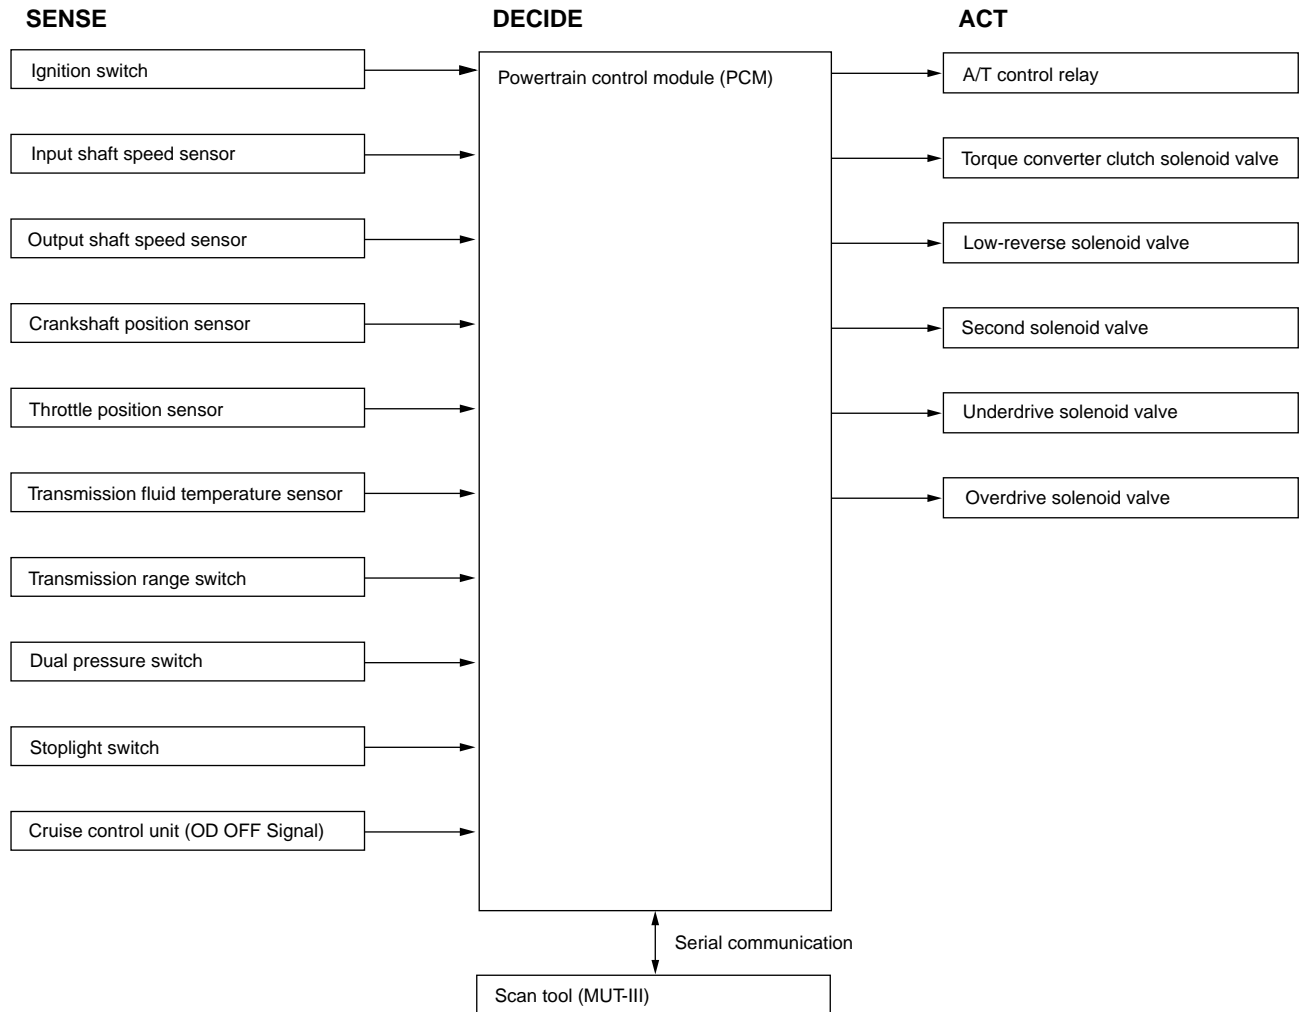 SENSE
DECIDE
ACT
Ignition switch
Input shaft speed sensor
Output shaft speed sensor
Crankshaft position sensor
Throttle position sensor
Transmission fluid temperature sensor
Transmission range switch
Dual pressure switch
Stoplight switch
Cruise control unit (OD OFF Signal)
Powertrain control module (PCM)
A/T control relay
Torque converter clutch solenoid valve
Low-reverse solenoid valve
Second solenoid valve
Underdrive solenoid valve
Overdrive solenoid valve
Serial communication
Scan tool (MUT-III)